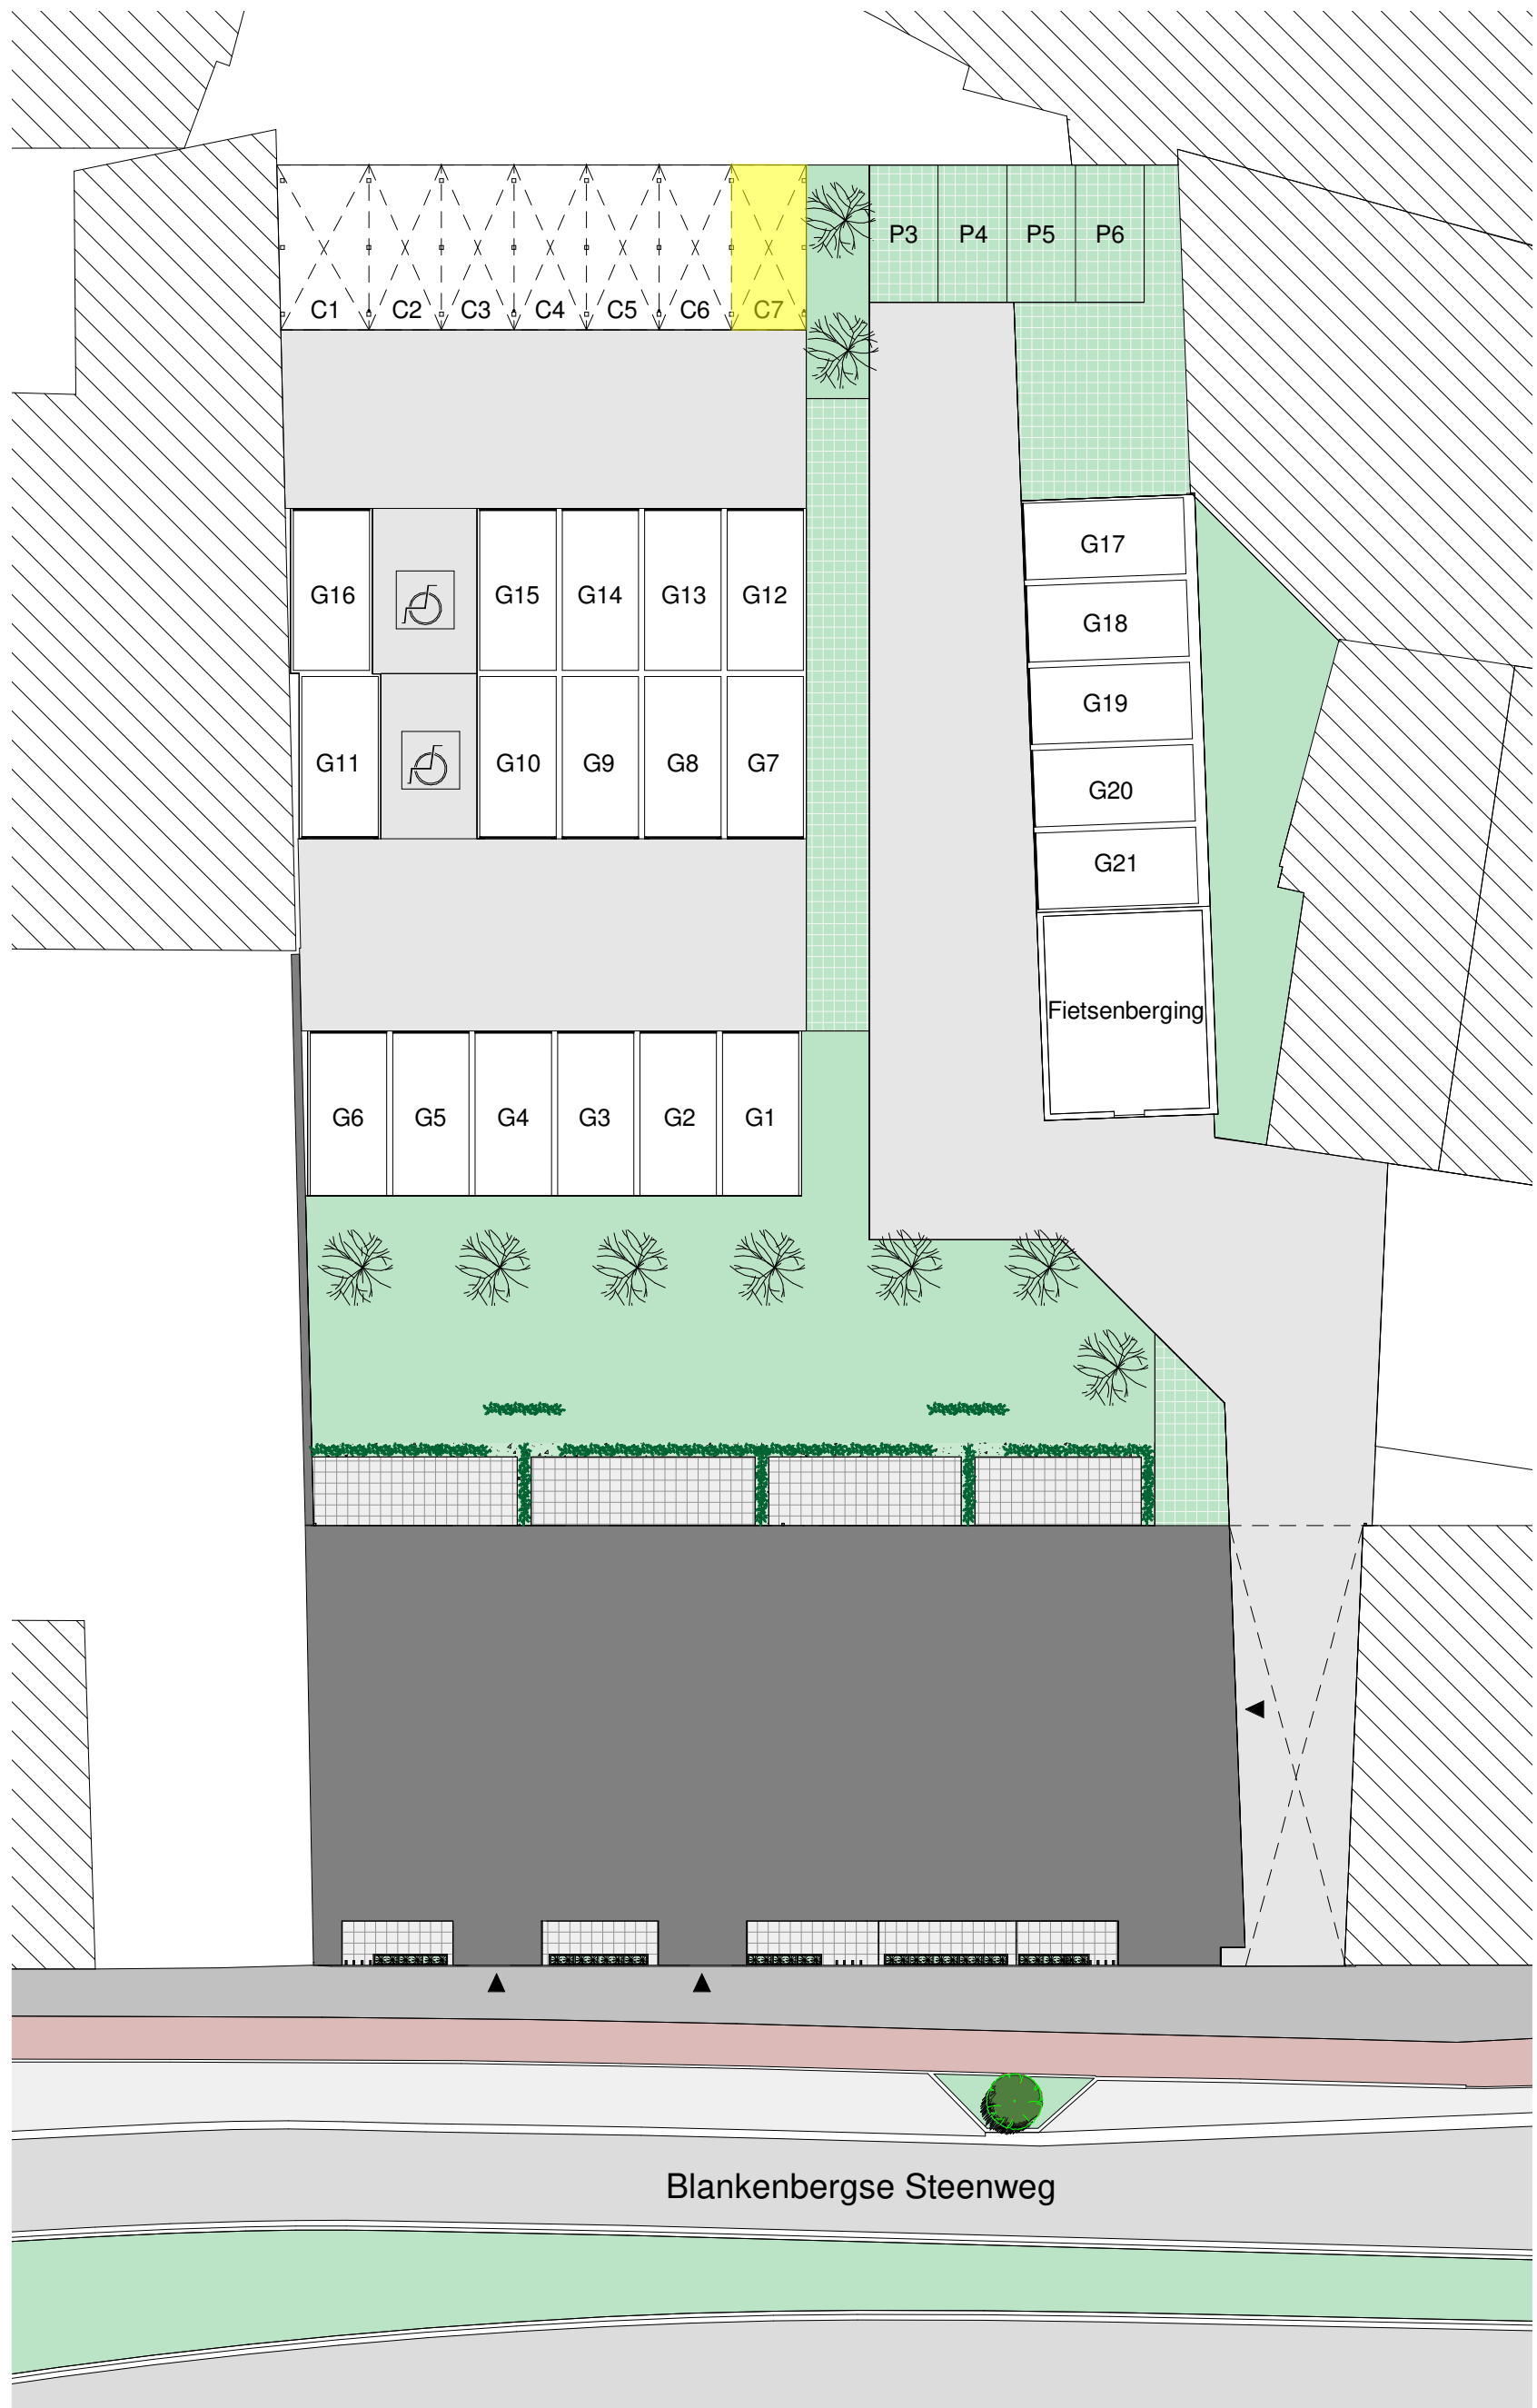 P3 P4 P5 P6
C1 C2 C3 C4 C5 C6 C7
G17
G16 G15 G14 G13 G12
G18
G19
G11 G10 G9 G8 G7
G20
G21
Fietsenberging
G6 G5 G4 G3 G2 G1
Blankenbergse Steenweg